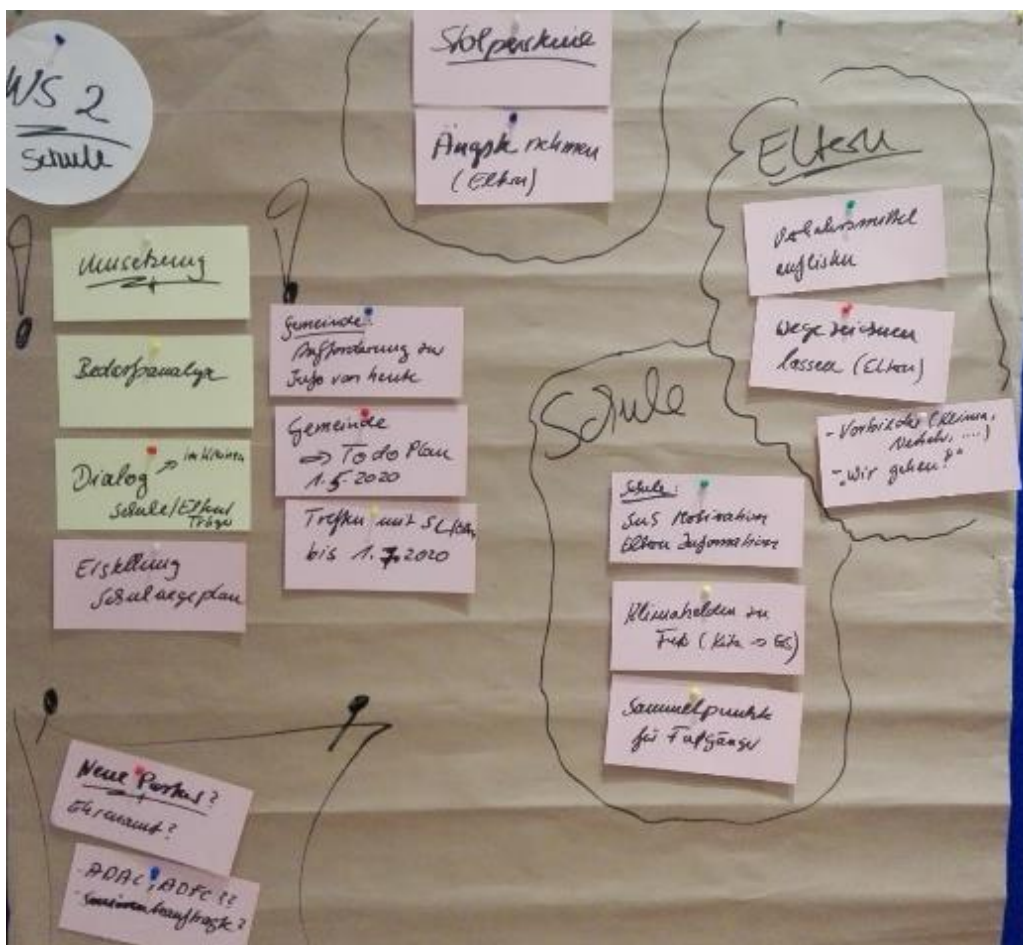 WS 2
Schule
Stolpersteine
Ängste nehmen
(Eltern)
Eltern
Verkehrsmittel
auflisten
Wege zeichnen
lassen (Eltern)
- Vorbilder (Kleinen,
....)
- "Wir gehen!"
Umsetzung
Bedarfsanalyse
Dialog → im Kleinen
Schule/Eltern/
Träger
Erstellung
Schulwegeplan
Gemeinde:
Aufforderung zu
Info von heute
Gemeinde
⇒ To do Plan
1.5.2020
Treffen mit
bis 1.7.2020
Schule
Schule:
SuS Motivation
Eltern Information
Klimahelden zu
Fuß (Kita → GS)
Sammelpunkte
für Fußgänger
Neue Partner?
Ehrenamt?
- ADAC, ADFC??
beauftragte?